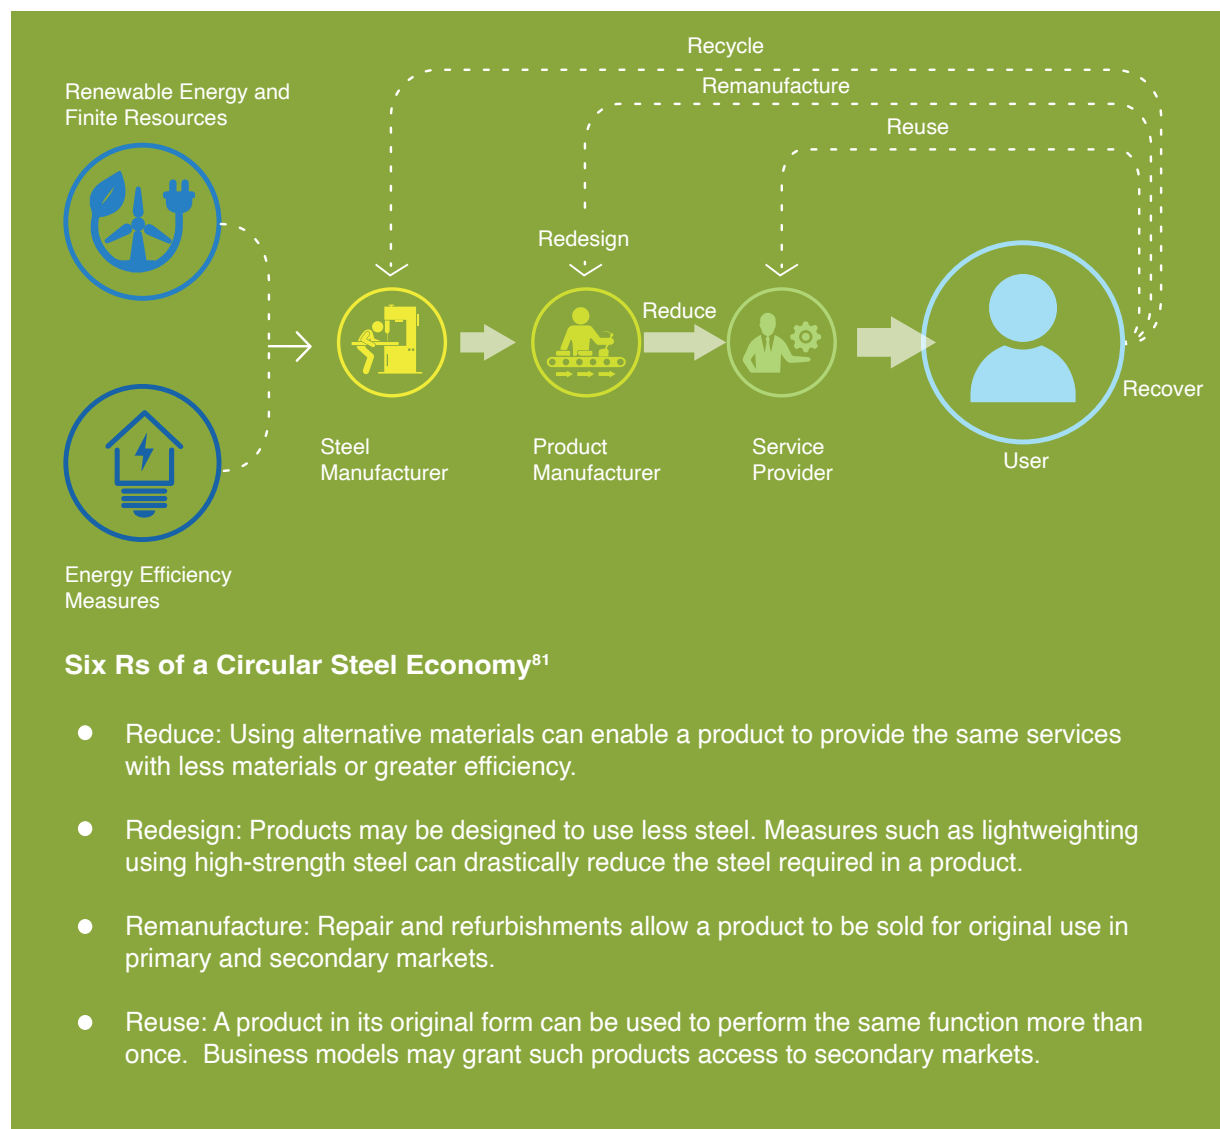 Recycle
Renewable Energy and
Finite Resources
Remanufacture
Reuse
Redesign
Reduce
Recover
Steel
Manufacturer
Product
Manufacturer
Service
Provider
User
Energy Efficiency
Measures
Six Rs of a Circular Steel Economy81
● Reduce: Using alternative materials can enable a product to provide the same services
with less materials or greater efficiency.
● Redesign: Products may be designed to use less steel. Measures such as lightweighting
using high-strength steel can drastically reduce the steel required in a product.
● Remanufacture: Repair and refurbishments allow a product to be sold for original use in
primary and secondary markets.
● Reuse: A product in its original form can be used to perform the same function more than
once.  Business models may grant such products access to secondary markets.